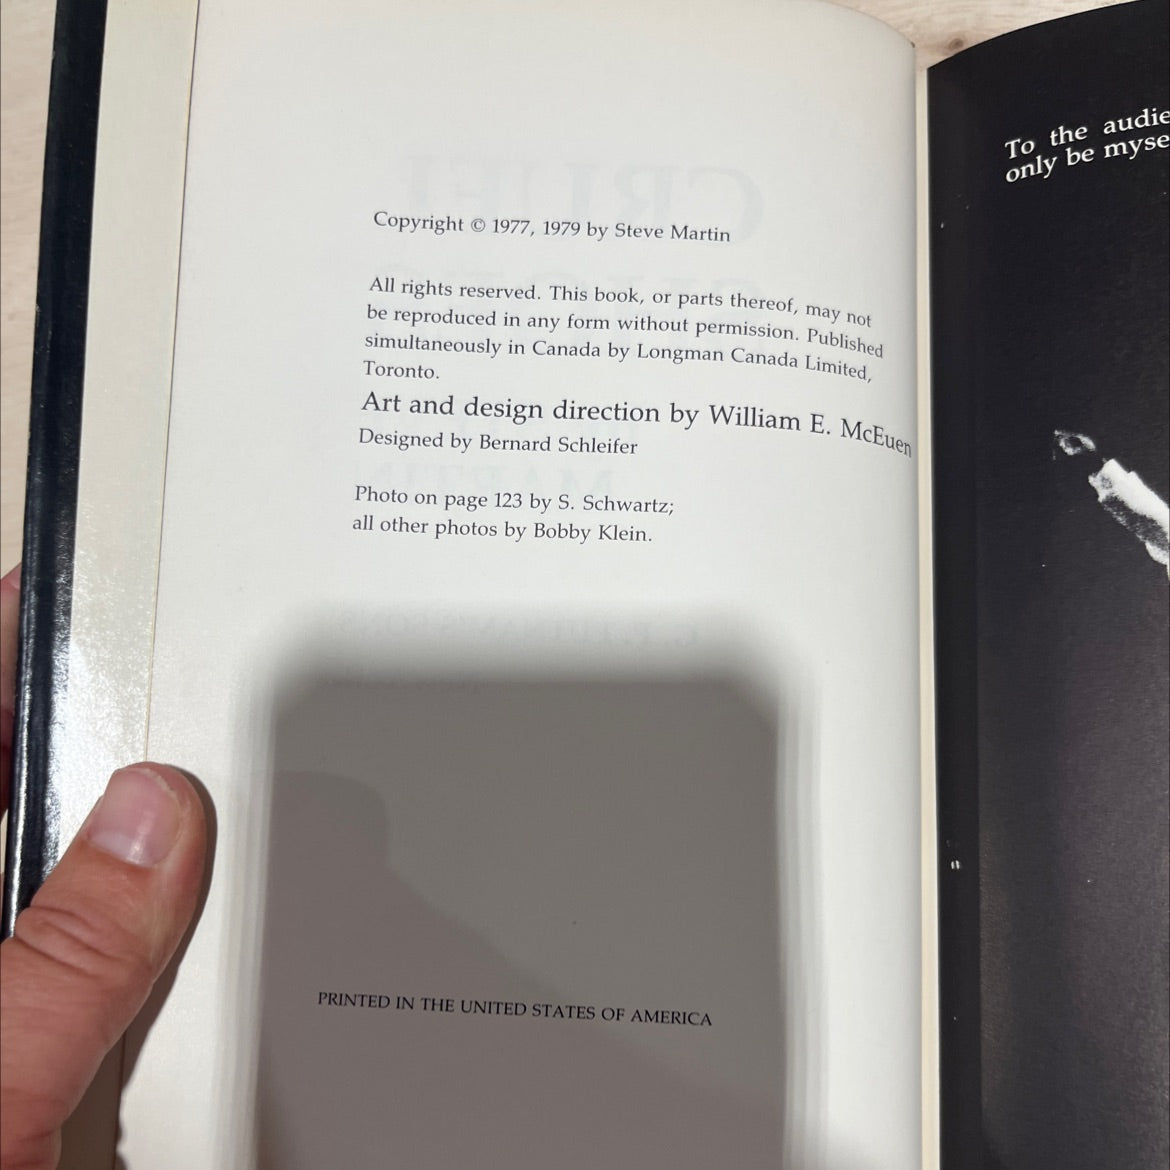 Copyright © 1977, 1979 by Steve Martin
All rights reserved. This book, or parts thereof, may not
be reproduced in any form without permission. Published
simultaneously in Canada by Longman Canada Limited,
Toronto.
Art and design direction by William E. McEuen
Designed by Bernard Schleifer
Photo on page 123 by S. Schwartz;
all other photos by Bobby Klein.
PRINTED IN THE UNITED STATES OF AMERICA
To the audie
only be myse